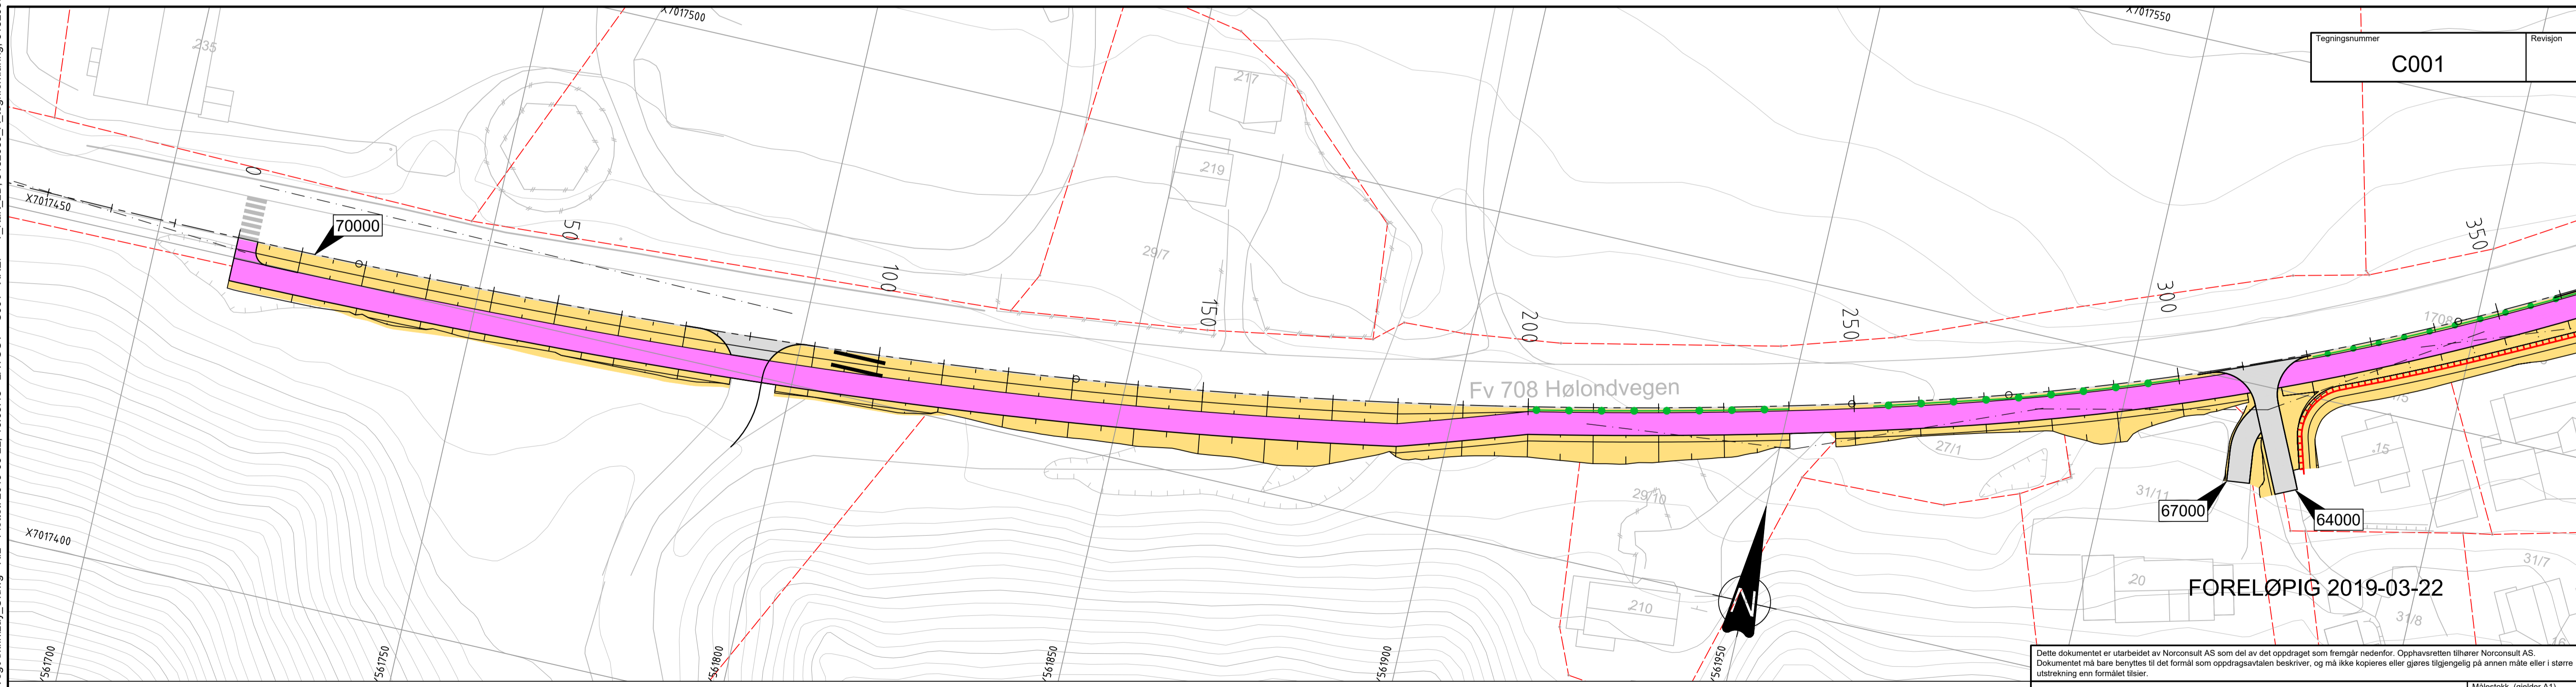 X7017500
X7017550
Tegningsnummer
Revisjon
C001
235
217
219
29/7
X7017450
0
50
100
150
200
250
300
350
70000
Fv 708 Hølondvegen
1708
27/1
15
29/10
31/11
67000
64000
X7017400
210
20
N
FORELØPIG 2019-03-22
31/7
31/8
Y561700
Y561750
Y561800
Y561850
Y561900
Y561950
Dette dokumentet er utarbeidet av Norconsult AS som del av det oppdraget som fremgår nedenfor. Opphavsretten tilhører Norconsult AS.
Dokumentet må bare benyttes til det formål som oppdragsavtalen beskriver, og må ikke kopieres eller gjøres tilgjengelig på annen måte eller i større
utstrekning enn formålet tilsier.